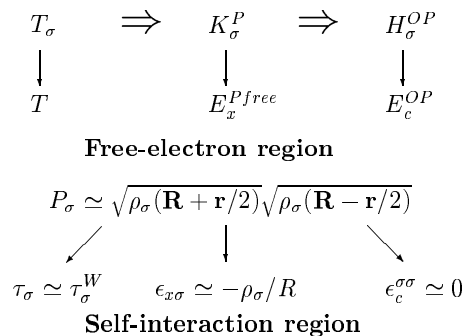 T_σ ⇒ K_σ^P ⇒ H_σ^{OP}
T E_x^{Pfree} E_c^{OP}
Free-electron region
P_σ ≃ √ρ_σ(R + r/2)√ρ_σ(R − r/2)
τ_σ ≃ τ_σ^W ϵ_{xσ} ≃ −ρ_σ/R ϵ_c^{σσ} ≃ 0
Self-interaction region